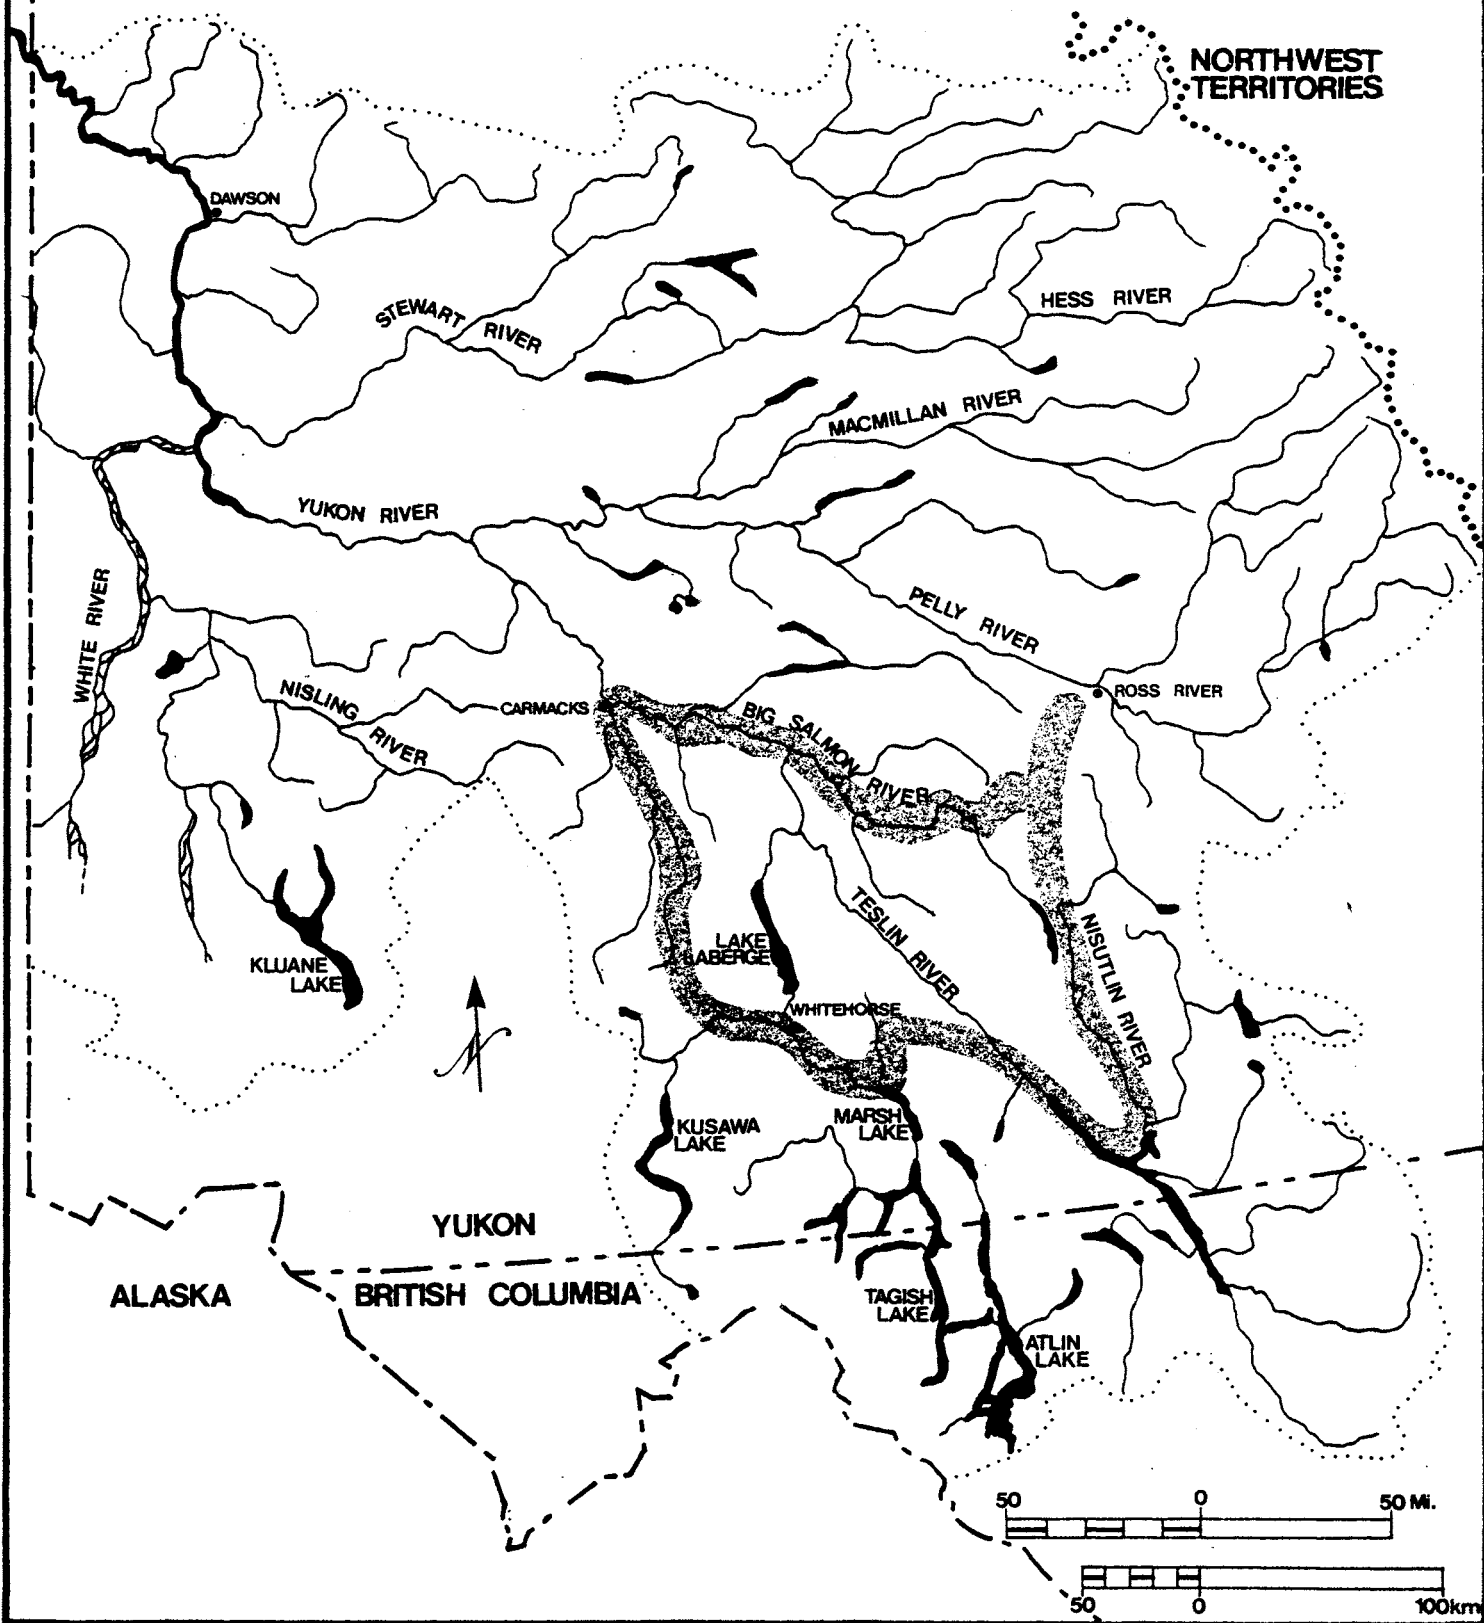 NORTHWEST
TERRITORIES
DAWSON
HESS RIVER
STEWART RIVER
MACMILLAN RIVER
YUKON RIVER
WHITE RIVER
PELLY RIVER
ROSS RIVER
NISLING RIVER
CARMACKS
BIG SALMON RIVER
TESLIN RIVER
NISUTLIN RIVER
LAKE
LABERGE
KLUANE
LAKE
WHITEHORSE
MARSH
LAKE
KUSAWA
LAKE
YUKON
ALASKA
BRITISH COLUMBIA
TAGISH
LAKE
ATLIN
LAKE
50 0 50 Mi.
50 0 100km